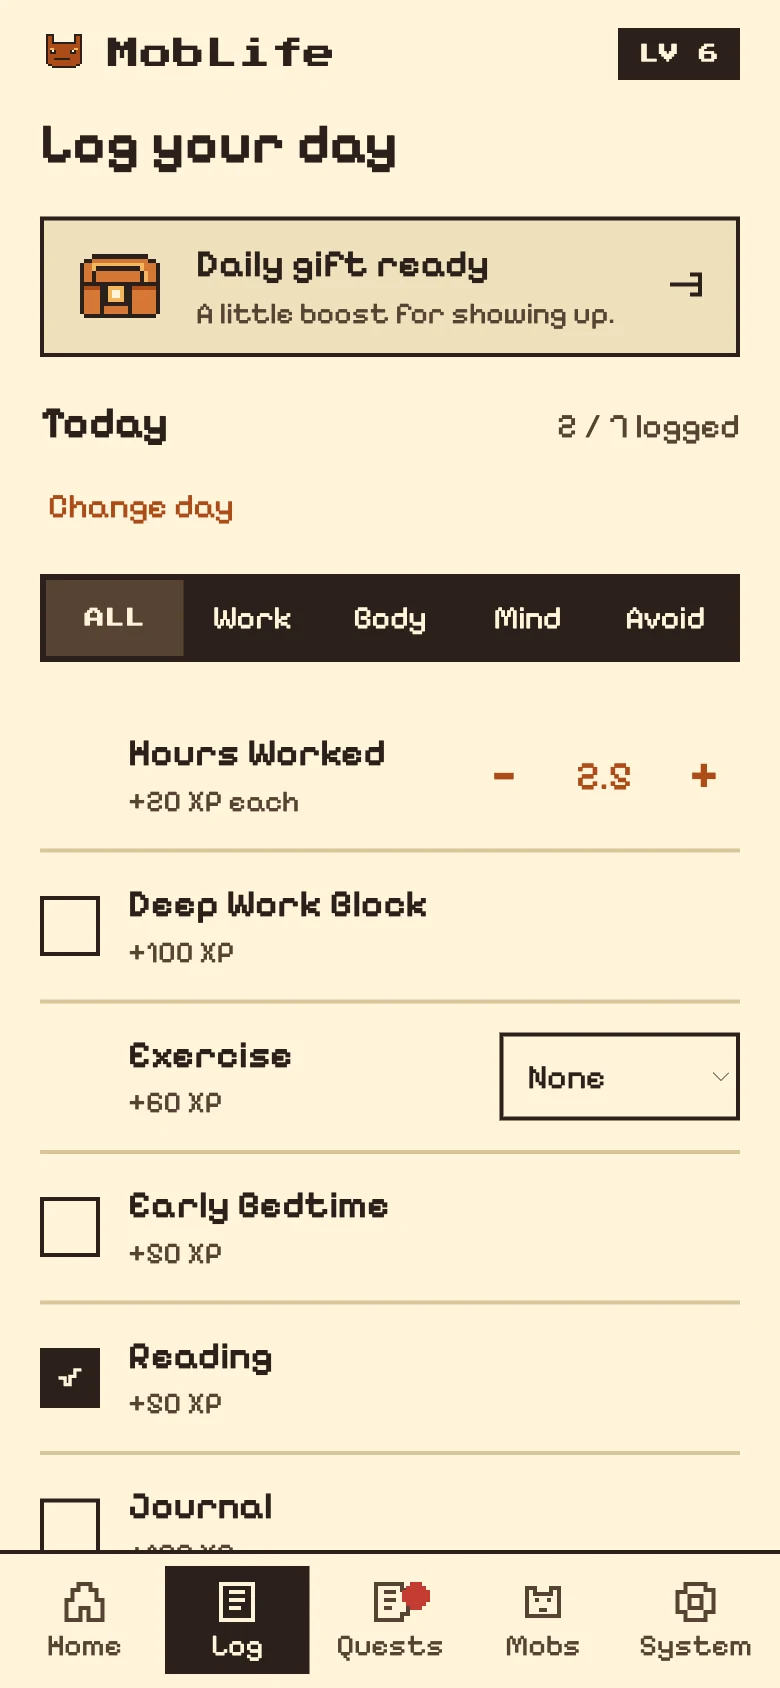 MobLife
LV 6
Log your day
Daily gift ready
A little boost for showing up.
Today
2 / 7 logged
Change day
ALL Work Body Mind Avoid
Hours Worked
+20 XP each
- 2.5 +
Deep Work Block
+100 XP
Exercise
+60 XP
None
Early Bedtime
+50 XP
Reading
+50 XP
Journal
Home Log Quests Mobs System